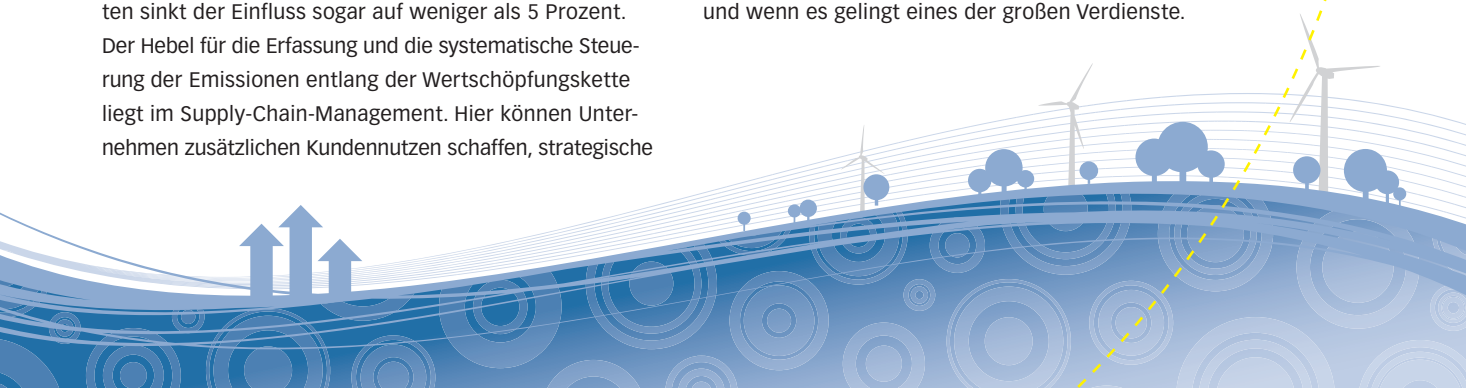 ten sinkt der Einfluss sogar auf weniger als 5 Prozent.
Der Hebel für die Erfassung und die systematische Steue-
rung der Emissionen entlang der Wertschöpfungskette
liegt im Supply-Chain-Management. Hier können Unter-
nehmen zusätzlichen Kundennutzen schaffen, strategische
und wenn es gelingt eines der großen Verdienste.